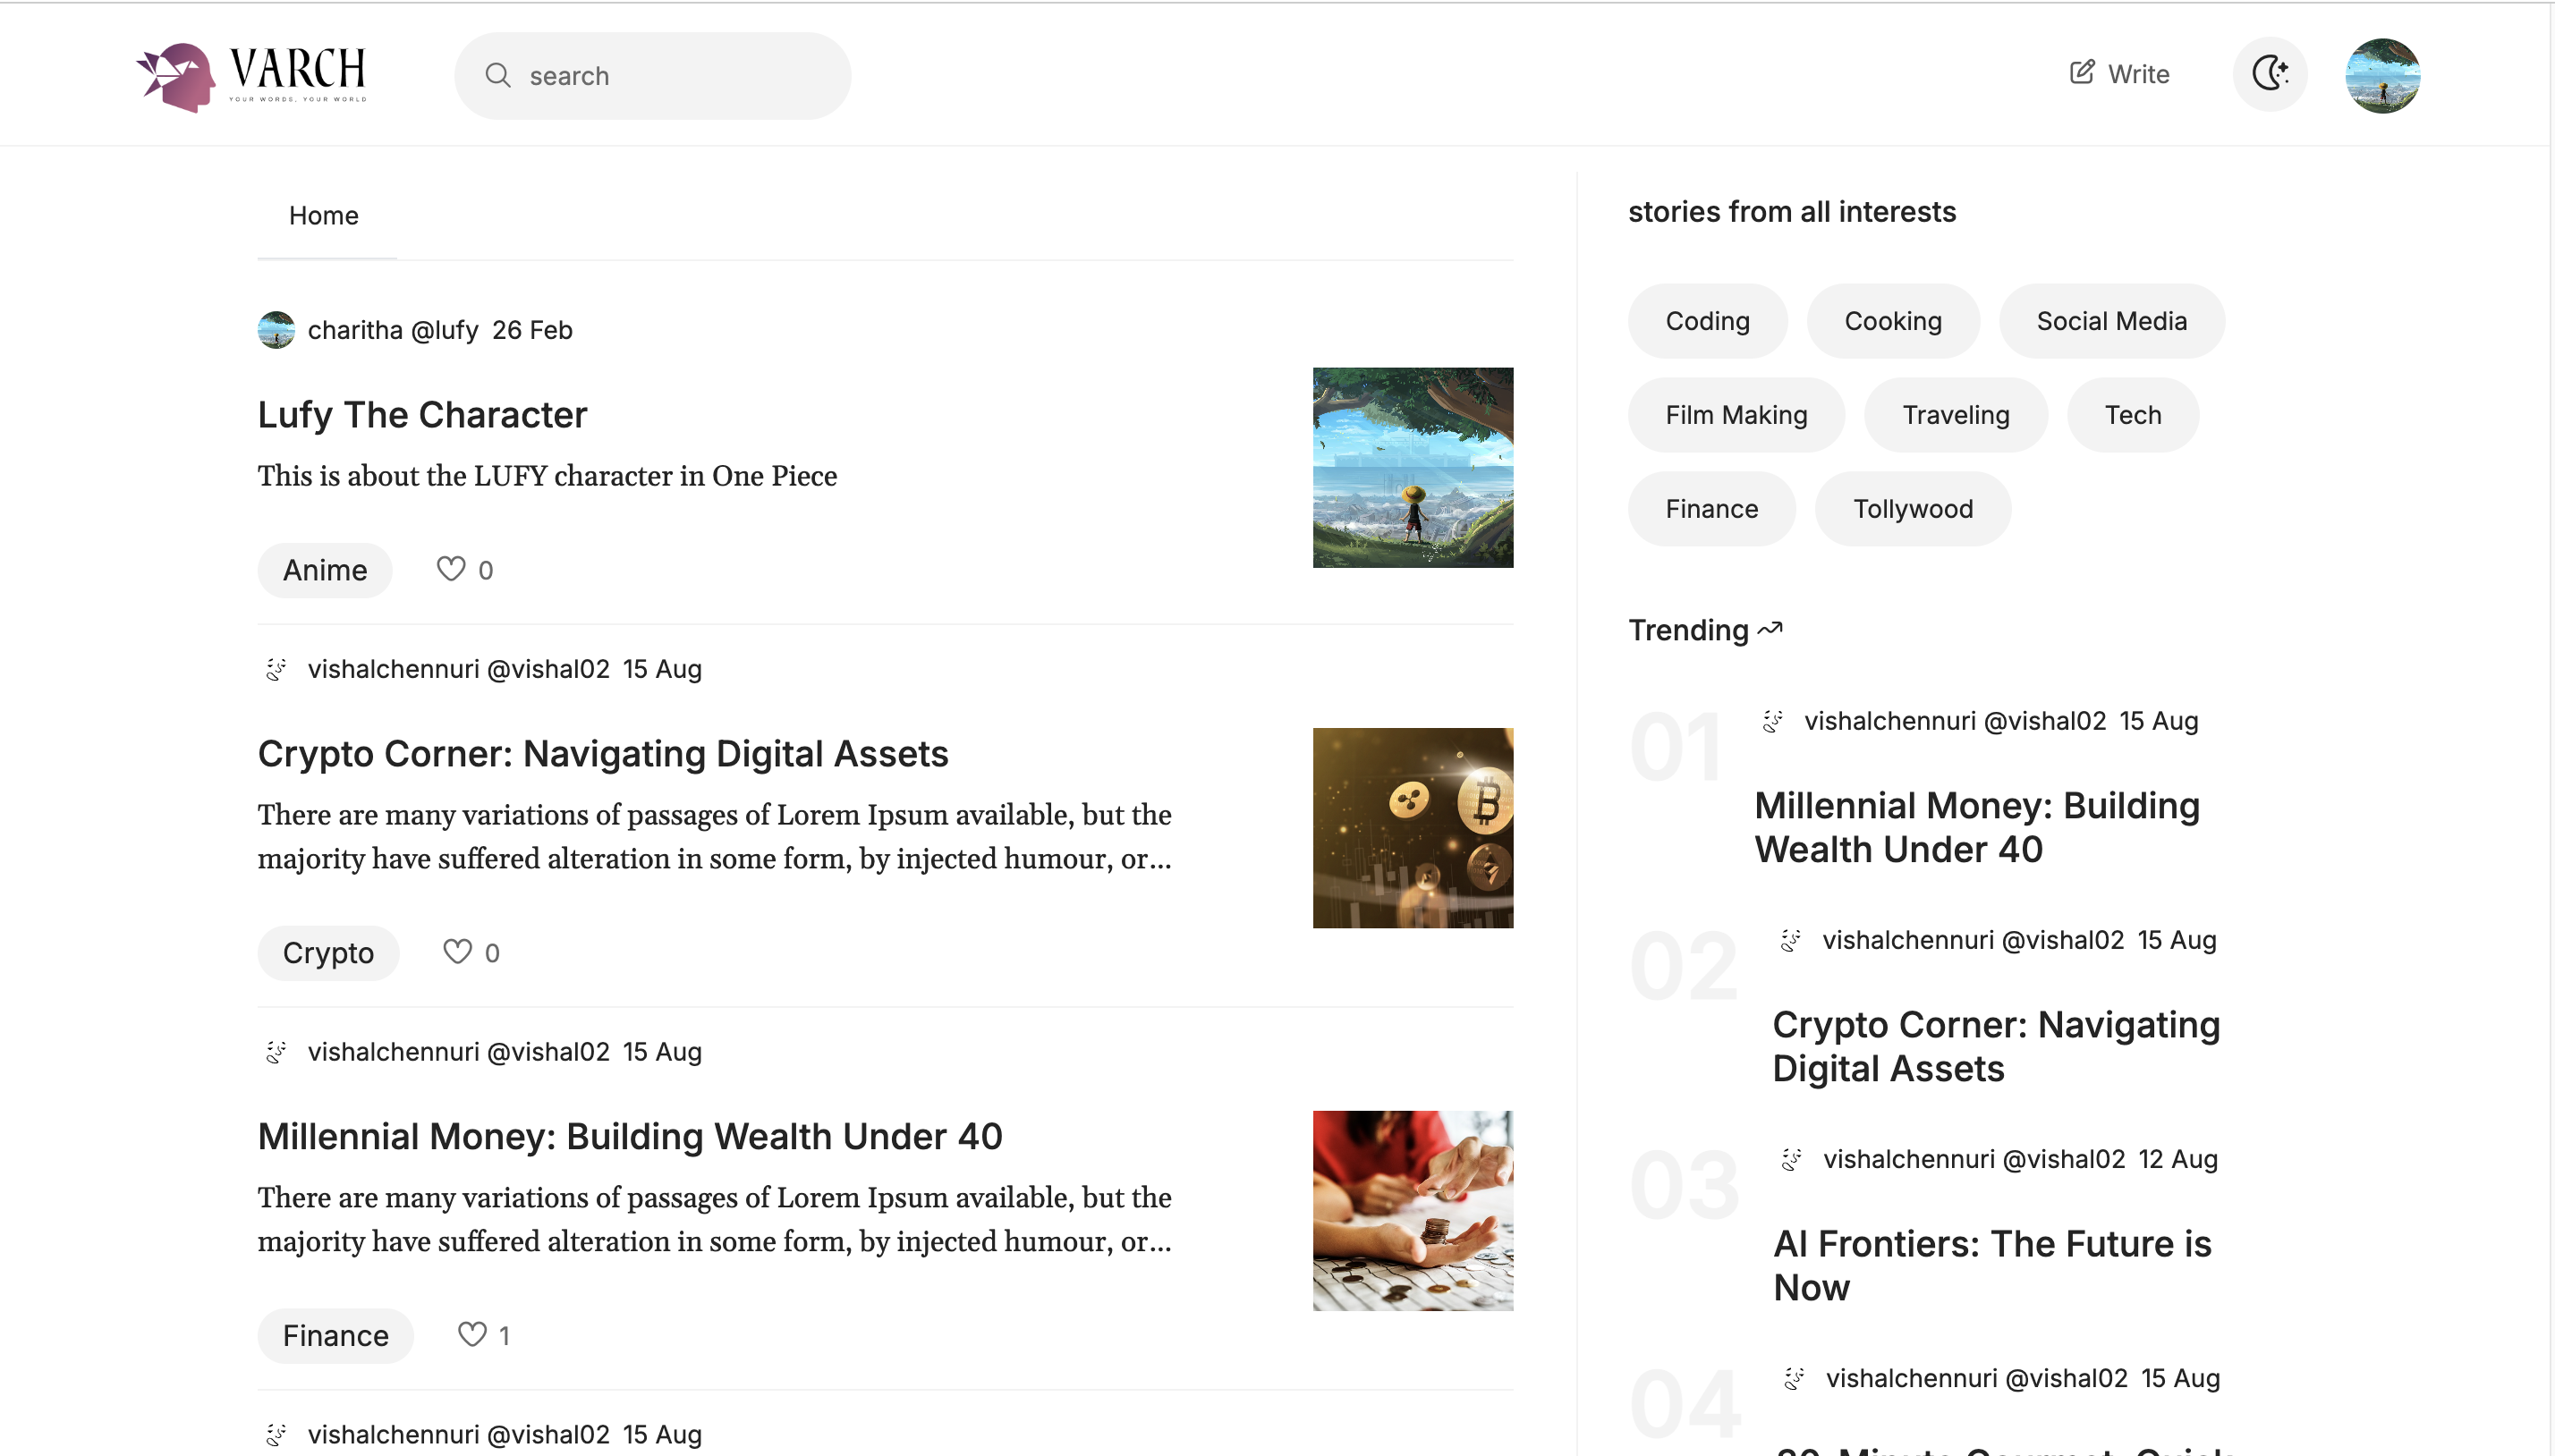 VARCH
YOUR WORDS, YOUR WORLD
search
Write
Home
charitha @lufy 26 Feb
Lufy The Character
This is about the LUFY character in One Piece
Anime
0
vishalchennuri @vishal02 15 Aug
Crypto Corner: Navigating Digital Assets
There are many variations of passages of Lorem Ipsum available, but the
majority have suffered alteration in some form, by injected humour, or...
Crypto
0
vishalchennuri @vishal02 15 Aug
Millennial Money: Building Wealth Under 40
There are many variations of passages of Lorem Ipsum available, but the
majority have suffered alteration in some form, by injected humour, or...
Finance
1
vishalchennuri @vishal02 15 Aug
stories from all interests
Coding
Cooking
Social Media
Film Making
Traveling
Tech
Finance
Tollywood
Trending
01
vishalchennuri @vishal02 15 Aug
Millennial Money: Building
Wealth Under 40
02
vishalchennuri @vishal02 15 Aug
Crypto Corner: Navigating
Digital Assets
03
vishalchennuri @vishal02 12 Aug
AI Frontiers: The Future is
Now
04
vishalchennuri @vishal02 15 Aug